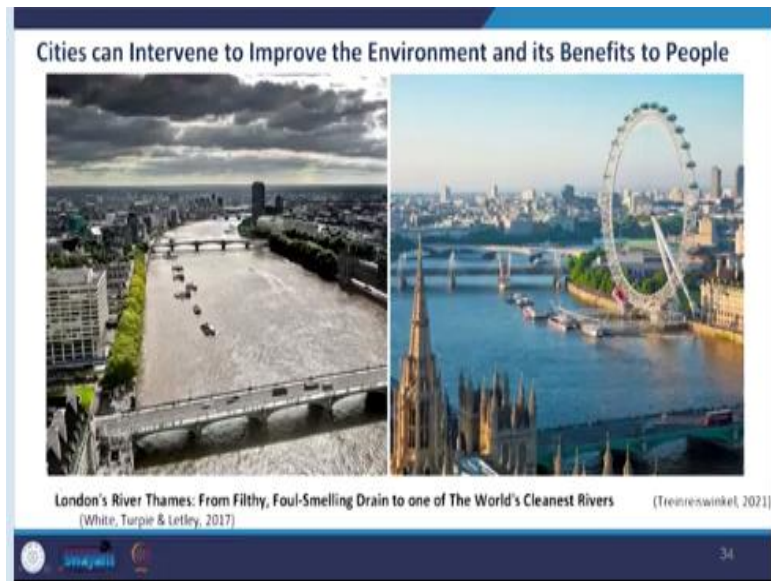 Cities can Intervene to Improve the Environment and its Benefits to People
London's River Thames: From Filthy, Foul-Smelling Drain to one of The World's Cleanest Rivers
(Treinreiswinkel, 2021)
(White, Turpie & Letley, 2017)
swayam
34